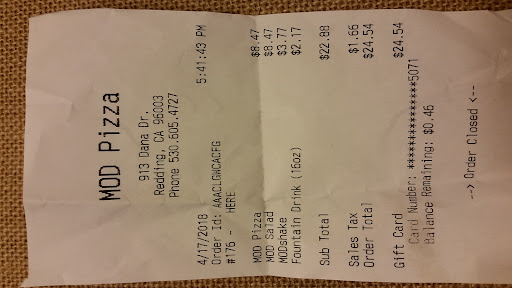 MOD Pizza
913 Dana Dr.
Redding, CA 96003
Phone 530.605.4727
4/17/2018 5:41:43 PM
Order Id: AAACLGWCACFG
#176 - HERE
MOD Pizza $8.47
MOD Salad $8.47
MODshake $3.77
Fountain Drink (16oz) $2.17
Sub Total $22.88
Sales Tax $1.66
Order Total $24.54
Gift Card $24.54
Card Number: ***************5071
Balance Remaining: $0.46
--> Order Closed <--